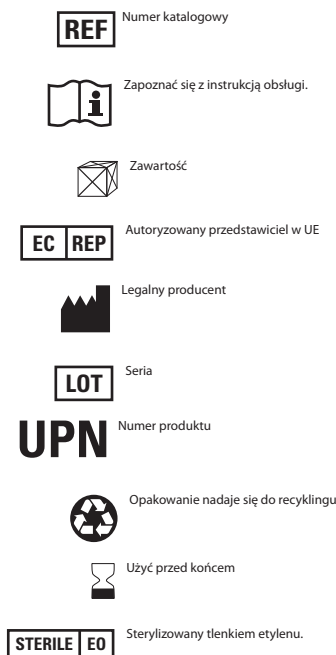 REF Numer katalogowy
i Zapoznać się z instrukcją obsługi.
Zawartość
EC REP Autoryzowany przedstawiciel w UE
Legalny producent
LOT Seria
UPN Numer produktu
Opakowanie nadaje się do recyklingu
Użyć przed końcem
STERILE EO Sterylizowany tlenkiem etylenu.